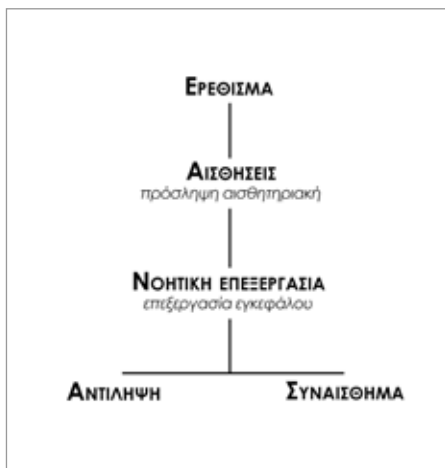 ΕΡΕΘΙΣΜΑ
ΑΙΣΘΗΣΕΙΣ
πρόσληψη αισθητηριακή
ΝΟΗΤΙΚΗ ΕΠΕΞΕΡΓΑΣΙΑ
επεξεργασία εγκεφάλου
ΑΝΤΙΛΗΨΗ ΣΥΝΑΙΣΘΗΜΑ